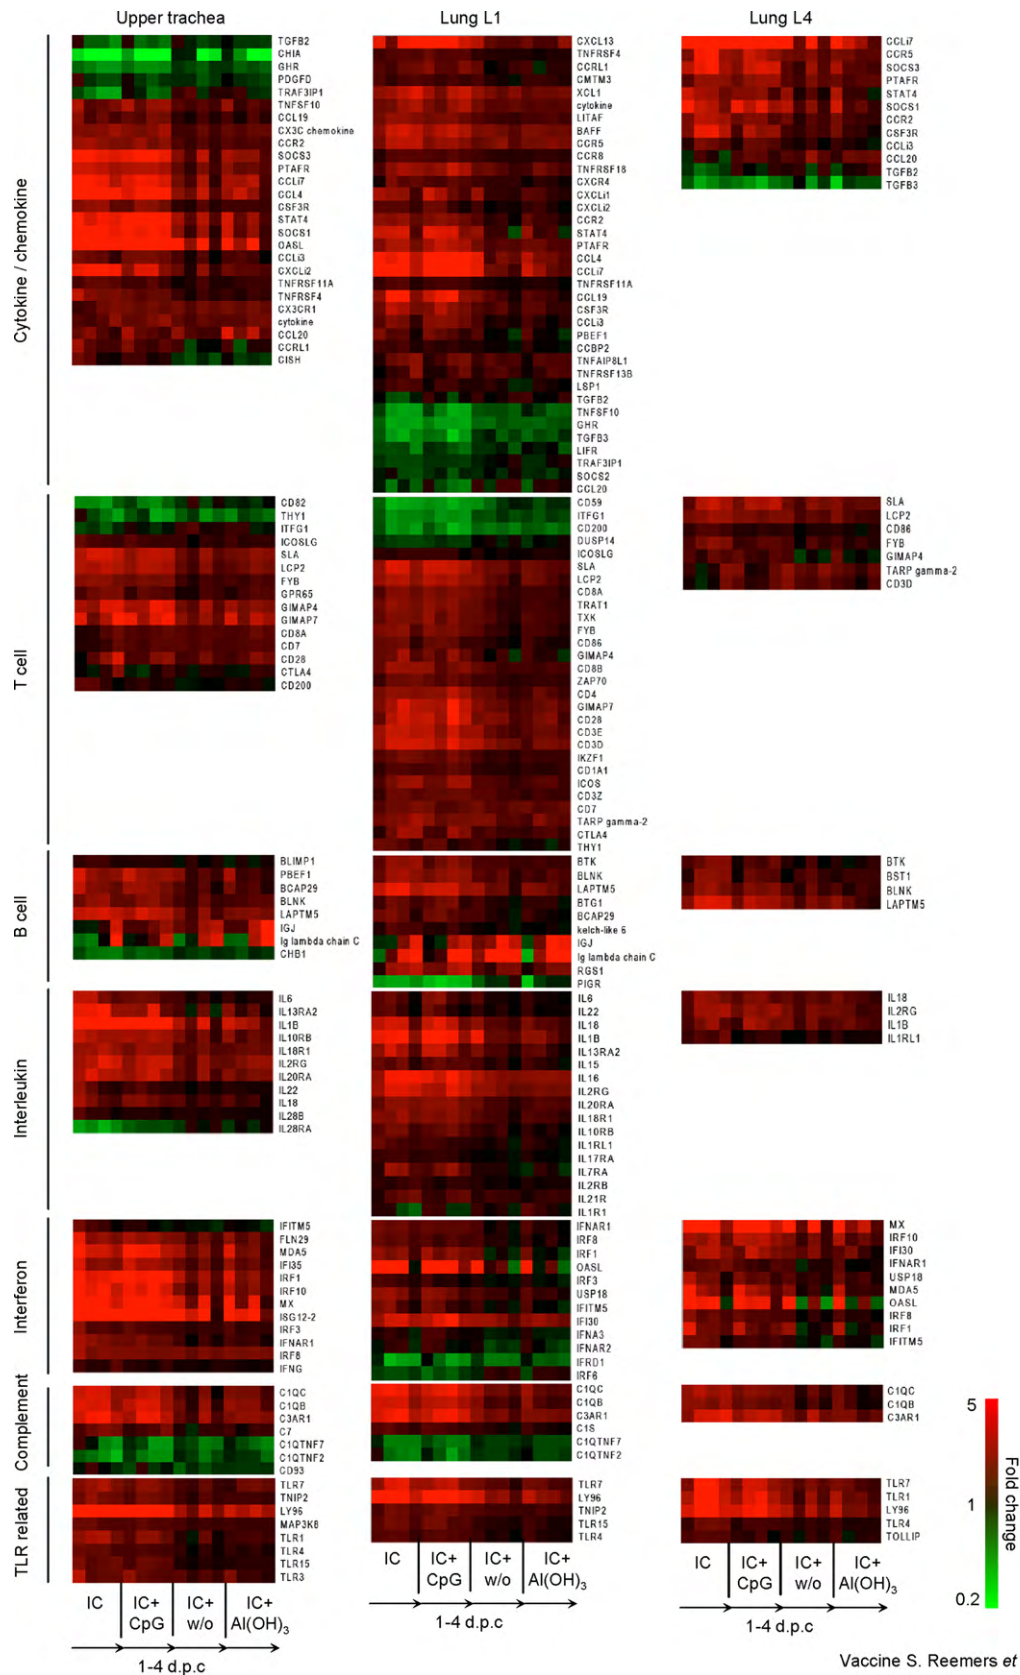 Upper trachea
Lung L1
Lung L4
Cytokine / chemokine
TGFB2
CHIA
GHR
PDGFD
TRAF3IP1
TNFSF10
CCL19
CX3C chemokine
CCR2
SOCS3
PTAFR
CCLi7
CCL4
CSF3R
STAT4
SOCS1
OASL
CCLi3
CXCLi2
TNFRSF11A
TNFRSF4
CX3CR1
cytokine
CCL20
CCRL1
CISH
CXCL13
TNFRSF4
CCRL1
CMTM3
XCL1
cytokine
LITAF
BAFF
CCR5
CCR8
TNFRSF18
CXCR4
CXCLi1
CXCLi2
CCR2
STAT4
PTAFR
CCL4
CCLi7
TNFRSF11A
CCL19
CSF3R
CCLi3
PBEF1
CCBP2
TNFAIP8L1
TNFRSF13B
LSP1
TGFB2
TNFSF10
GHR
TGFB3
LIFR
TRAF3IP1
SOCS2
CCL20
CCLi7
CCR5
SOCS3
PTAFR
STAT4
SOCS1
CCR2
CSF3R
CCLi3
CCL20
TGFB2
TGFB3
T cell
CD82
THY1
ITFG1
ICOSLG
SLA
LCP2
FYB
GPR65
GIMAP4
GIMAP7
CD8A
CD7
CD28
CTLA4
CD200
CD59
ITFG1
CD200
DUSP14
ICOSLG
SLA
LCP2
CD8A
TRAT1
TXK
FYB
CD86
GIMAP4
CD8B
ZAP70
CD4
GIMAP7
CD28
CD3E
CD3D
IKZF1
CD1A1
ICOS
CD3Z
CD7
TARP gamma-2
CTLA4
THY1
SLA
LCP2
CD86
FYB
GIMAP4
TARP gamma-2
CD3D
B cell
BLIMP1
PBEF1
BCAP29
BLNK
LAPTM5
IGJ
Ig lambda chain C
CHB1
BTK
BLNK
LAPTM5
BTG1
BCAP29
kelch-like 6
IGJ
Ig lambda chain C
RGS1
PIGR
BTK
BST1
BLNK
LAPTM5
Interleukin
IL6
IL13RA2
IL1B
IL10RB
IL18R1
IL2RG
IL20RA
IL22
IL18
IL28B
IL28RA
IL6
IL22
IL18
IL1B
IL13RA2
IL15
IL16
IL2RG
IL20RA
IL18R1
IL10RB
IL1RL1
IL17RA
IL7RA
IL2RB
IL21R
IL1R1
IL18
IL2RG
IL1B
IL1RL1
Interferon
IFITM5
FLN29
MDA5
IFI35
IRF1
IRF10
MX
ISG12-2
IRF3
IFNAR1
IRF8
IFNG
IFNAR1
IRF8
IRF1
OASL
IRF3
USP18
IFITM5
IFI30
IFNA3
IFNAR2
IFRD1
IRF6
MX
IRF10
IFI30
IFNAR1
USP18
MDA5
OASL
IRF8
IRF1
IFITM5
Complement
C1QC
C1QB
C3AR1
C7
C1QTNF7
C1QTNF2
CD93
C1QC
C1QB
C3AR1
C1S
C1QTNF7
C1QTNF2
C1QC
C1QB
C3AR1
TLR related
TLR7
TNIP2
LY96
MAP3K8
TLR1
TLR4
TLR15
TLR3
TLR7
LY96
TNIP2
TLR15
TLR4
TLR7
TLR1
LY96
TLR4
TOLLIP
5
1
0.2
Fold change
IC
IC+ CpG
IC+ w/o
IC+ Al(OH)3
1-4 d.p.c
IC
IC+ CpG
IC+ w/o
IC+ Al(OH)3
1-4 d.p.c
IC
IC+ CpG
IC+ w/o
IC+ Al(OH)3
1-4 d.p.c
Vaccine S. Reemers et